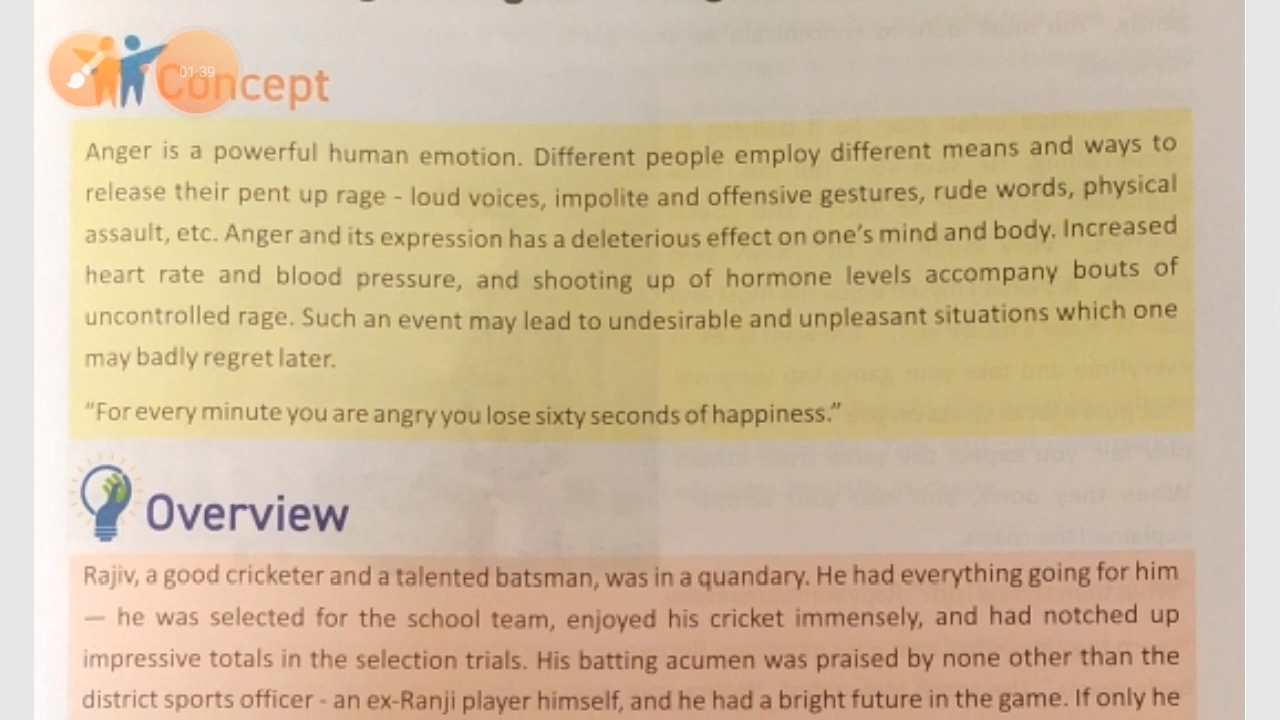 01:39
Concept
Anger is a powerful human emotion. Different people employ different means and ways to
release their pent up rage - loud voices, impolite and offensive gestures, rude words, physical
assault, etc. Anger and its expression has a deleterious effect on one's mind and body. Increased
heart rate and blood pressure, and shooting up of hormone levels accompany bouts of
uncontrolled rage. Such an event may lead to undesirable and unpleasant situations which one
may badly regret later.
"For every minute you are angry you lose sixty seconds of happiness."
Overview
Rajiv, a good cricketer and a talented batsman, was in a quandary. He had everything going for him
— he was selected for the school team, enjoyed his cricket immensely, and had notched up
impressive totals in the selection trials. His batting acumen was praised by none other than the
district sports officer - an ex-Ranji player himself, and he had a bright future in the game. If only he